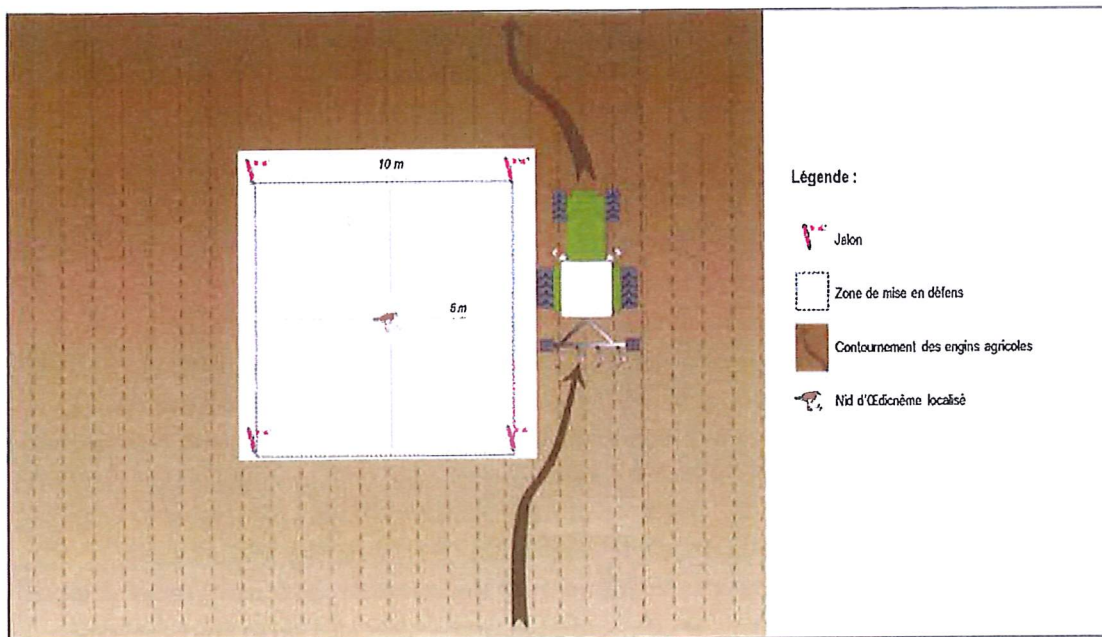 10 m
5 m
Légende :
Jalon
Zone de mise en défens
Contournement des engins agricoles
Nid d'Œdicnème localisé